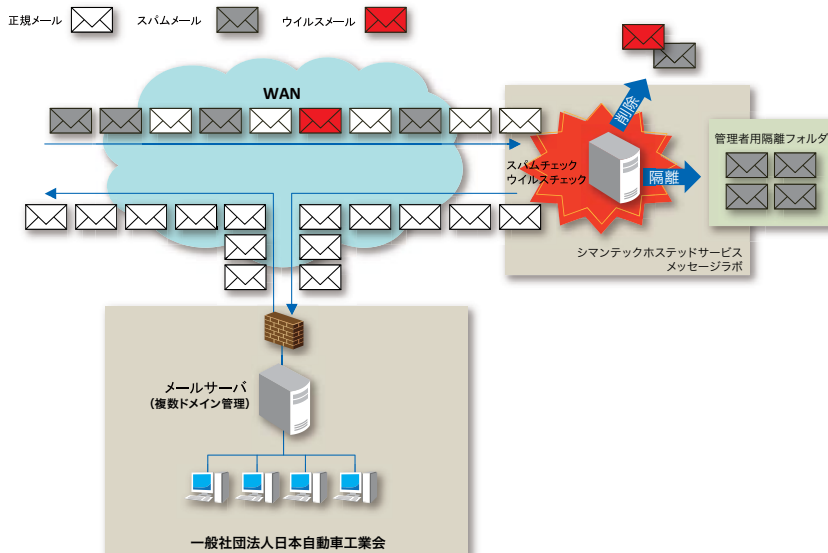 正規メール
スパムメール
ウイルスメール
WAN
削除
スパムチェック
ウイルスチェック
隔離
管理者用隔離フォルダ
シマンテックホステッドサービス
メッセージラボ
メールサーバ
(複数ドメイン管理)
一般社団法人日本自動車工業会